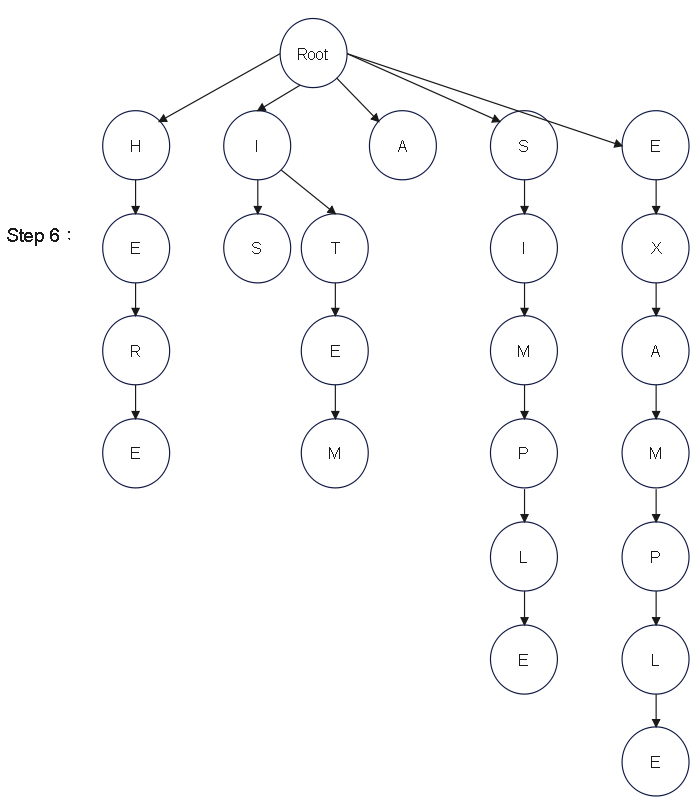 Root
H I A S E
Step 6 : E S T I X
R E M A
E M P M
L P
E L
E